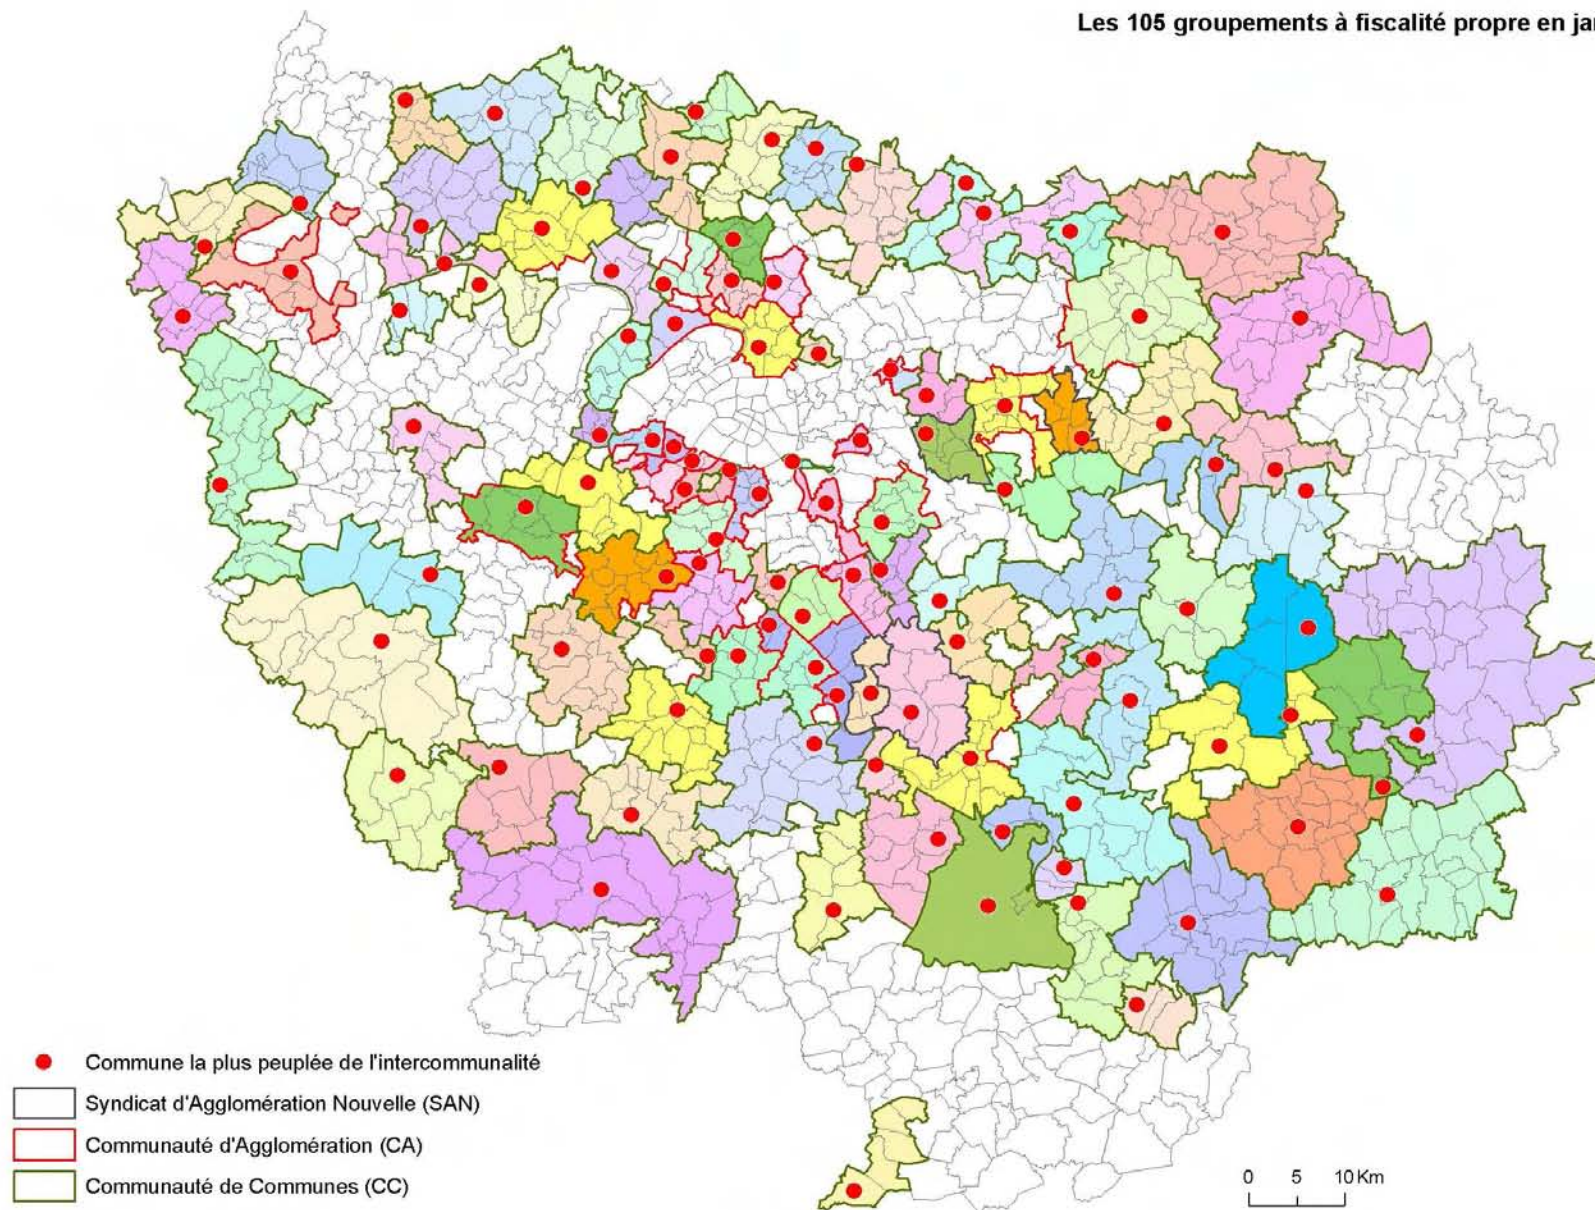 Les 105 groupements à fiscalité propre en jan
Commune la plus peuplée de l'intercommunalité
Syndicat d'Agglomération Nouvelle (SAN)
Communauté d'Agglomération (CA)
Communauté de Communes (CC)
0 5 10 Km